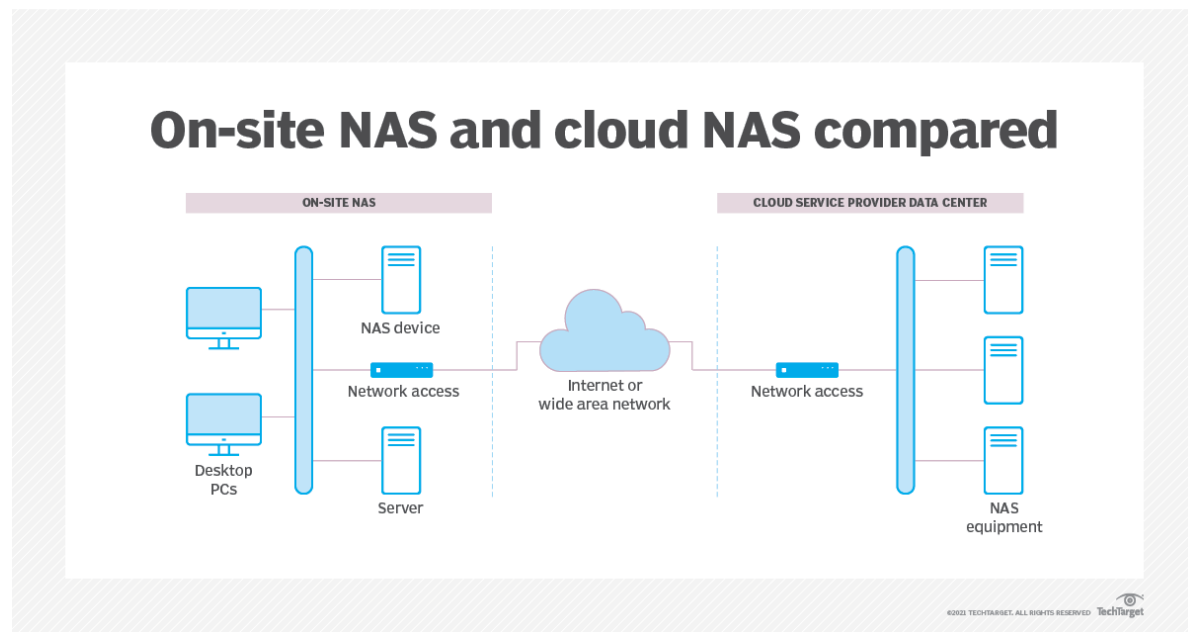 On-site NAS and cloud NAS compared
ON-SITE NAS
CLOUD SERVICE PROVIDER DATA CENTER
NAS device
Network access
Desktop
PCs
Server
Internet or
wide area network
Network access
NAS
equipment
©2021 TECHTARGET. ALL RIGHTS RESERVED
TechTarget